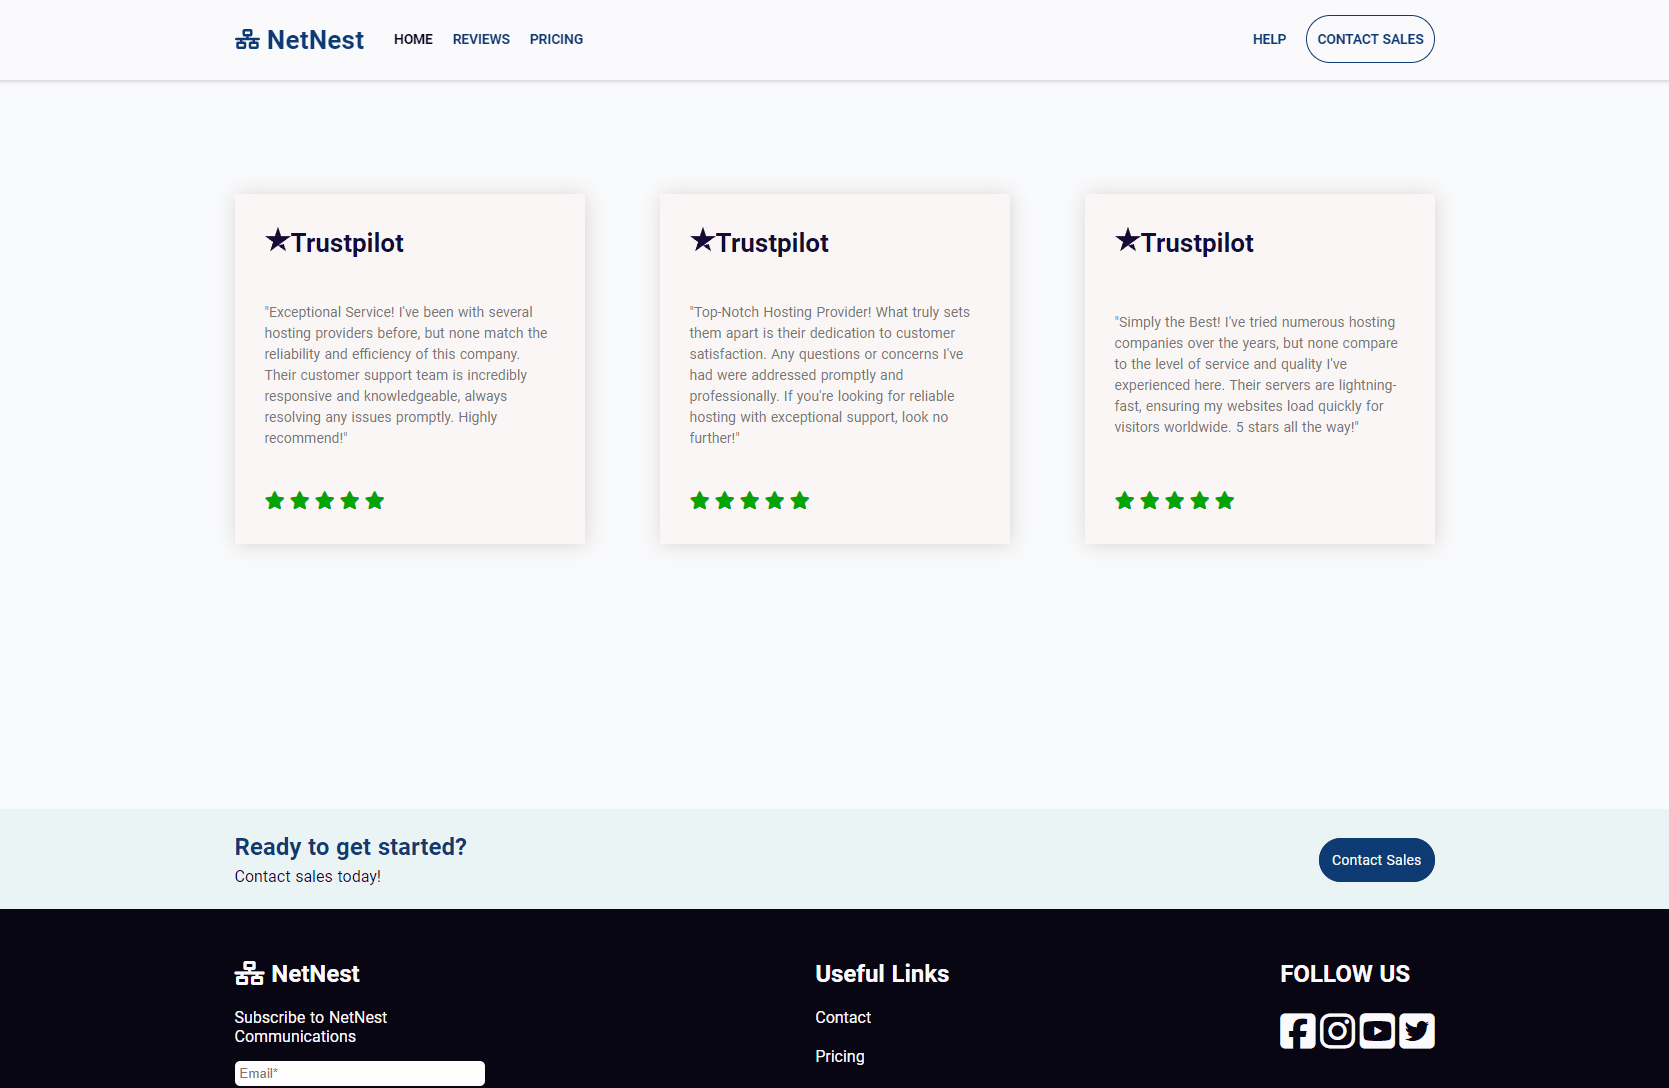 NetNest HOME REVIEWS PRICING HELP CONTACT SALES
Trustpilot
"Exceptional Service! I've been with several
hosting providers before, but none match the
reliability and efficiency of this company.
Their customer support team is incredibly
responsive and knowledgeable, always
resolving any issues promptly. Highly
recommend!"
Trustpilot
"Top-Notch Hosting Provider! What truly sets
them apart is their dedication to customer
satisfaction. Any questions or concerns I've
had were addressed promptly and
professionally. If you're looking for reliable
hosting with exceptional support, look no
further!"
Trustpilot
"Simply the Best! I've tried numerous hosting
companies over the years, but none compare
to the level of service and quality I've
experienced here. Their servers are lightning-
fast, ensuring my websites load quickly for
visitors worldwide. 5 stars all the way!"
Ready to get started?
Contact sales today!
Contact Sales
NetNest
Subscribe to NetNest
Communications
Email*
Useful Links
Contact
Pricing
FOLLOW US